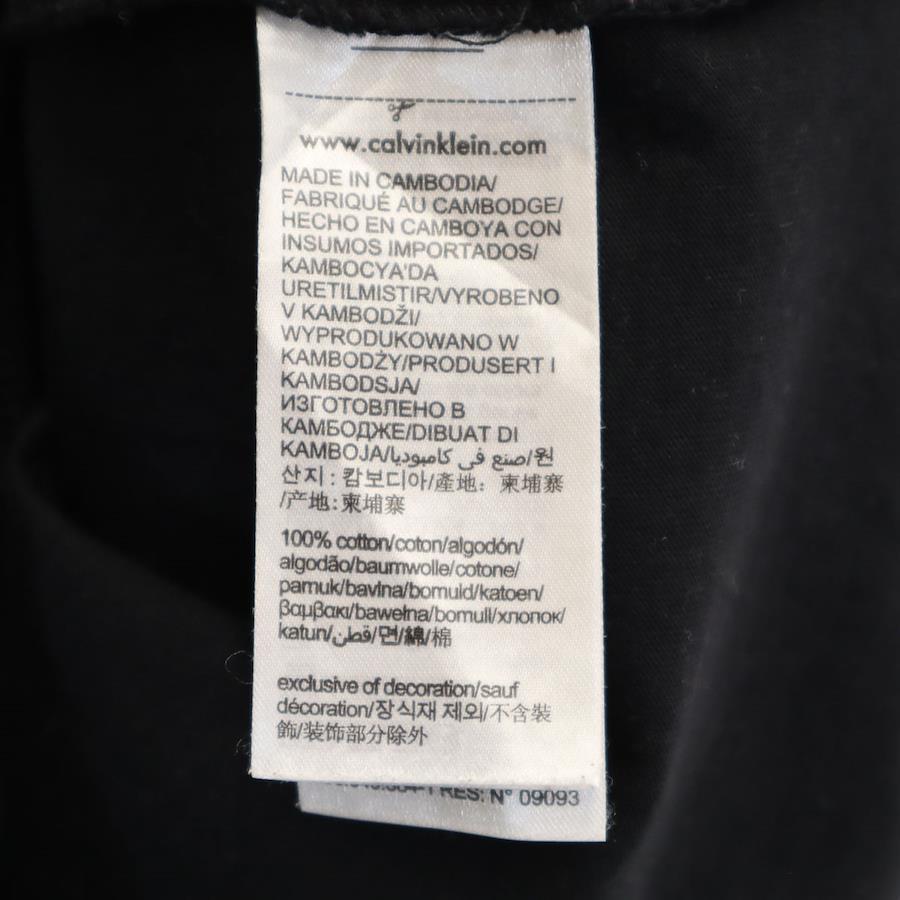 www.calvinklein.com
MADE IN CAMBODIA/
FABRIQUÉ AU CAMBODGE/
HECHO EN CAMBOYA CON
INSUMOS IMPORTADOS/
KAMBOCYA'DA
URETILMISTIR/VYROBENO
V KAMBODŽI/
WYPRODUKOWANO W
KAMBODŻY/PRODUSERT I
KAMBODSJA/
ИЗГОТОВЛЕНО В
КАМБОДЖЕ/DIBUAT DI
KAMBOJA/صنع في كامبوديا/원
산지: 캄보디아/產地: 柬埔寨
/产地:柬埔寨
100% cotton/coton/algodón/
algodão/baumwolle/cotone/
pamuk/bavlna/bomuld/katoen/
βαμβακι/bawełna/bomull/хлопок/
katun/قطن/면/綿/棉
exclusive of decoration/sauf
décoration/장식재 제외/不含裝
飾/装饰部分除外
RES: N° 09093